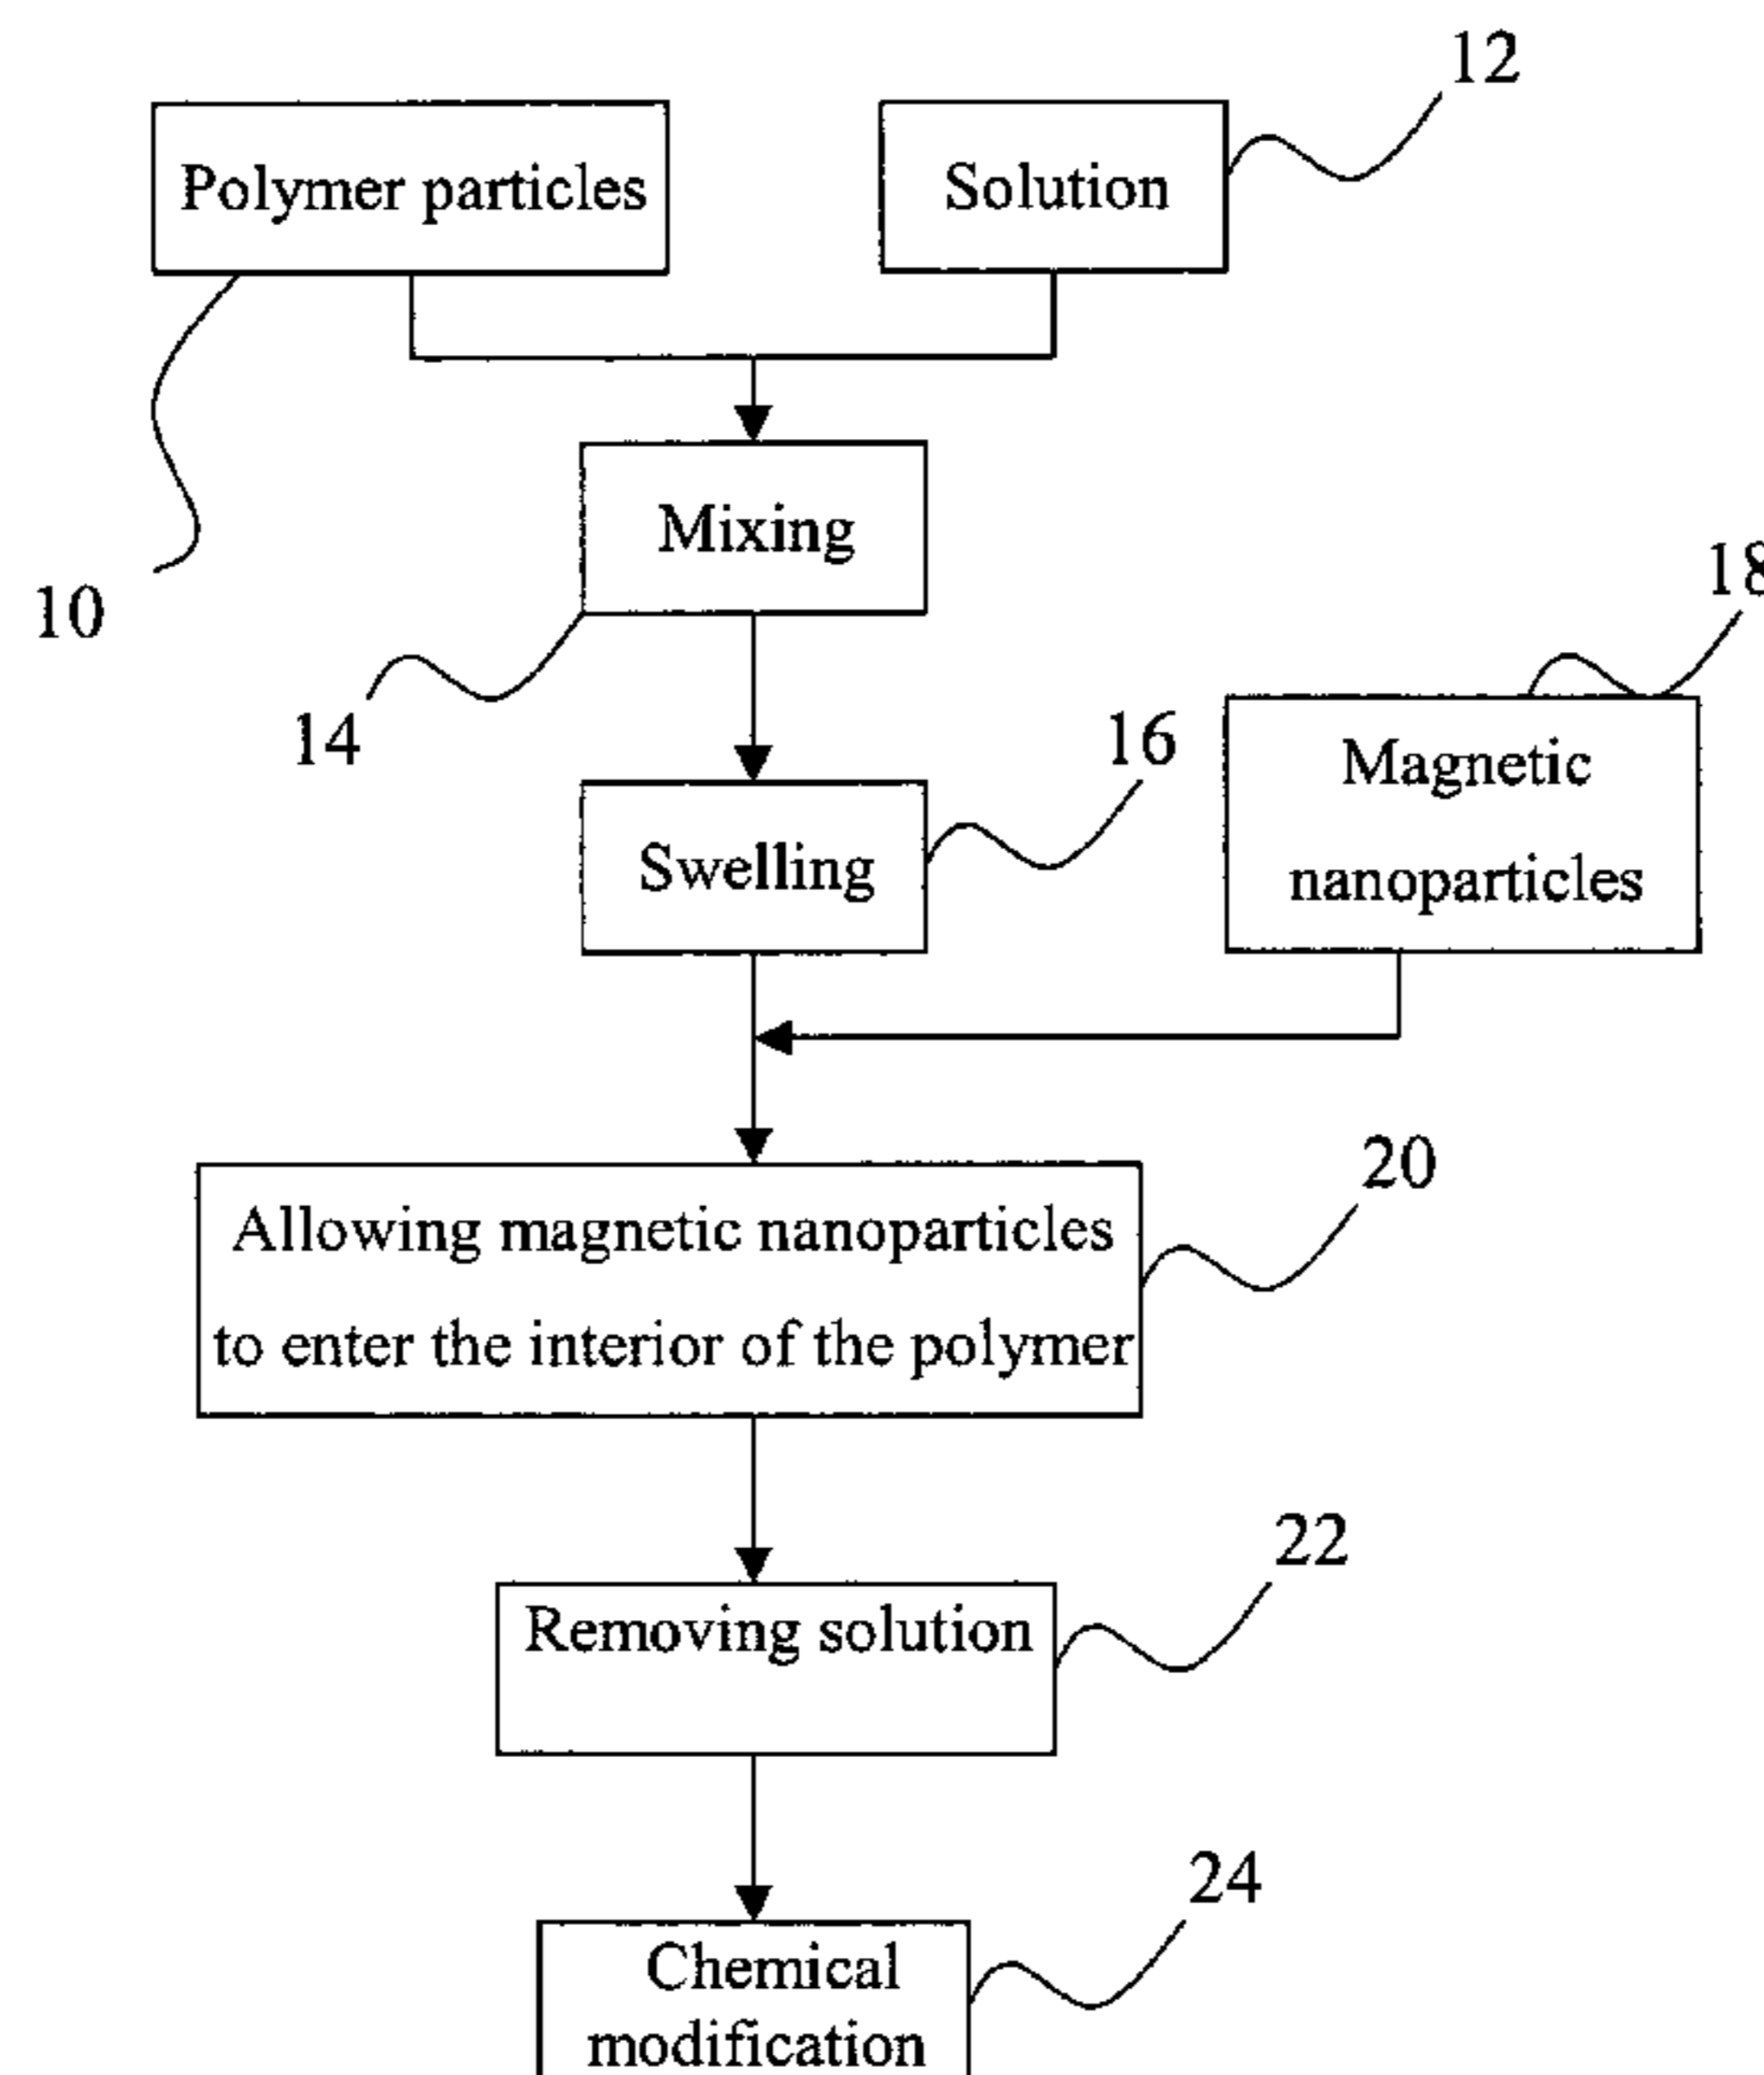 12
Polymer particles
Solution
Mixing
10
18
14
16
Magnetic
nanoparticles
Swelling
20
Allowing magnetic nanoparticles
to enter the interior of the polymer
22
Removing solution
24
Chemical
modification